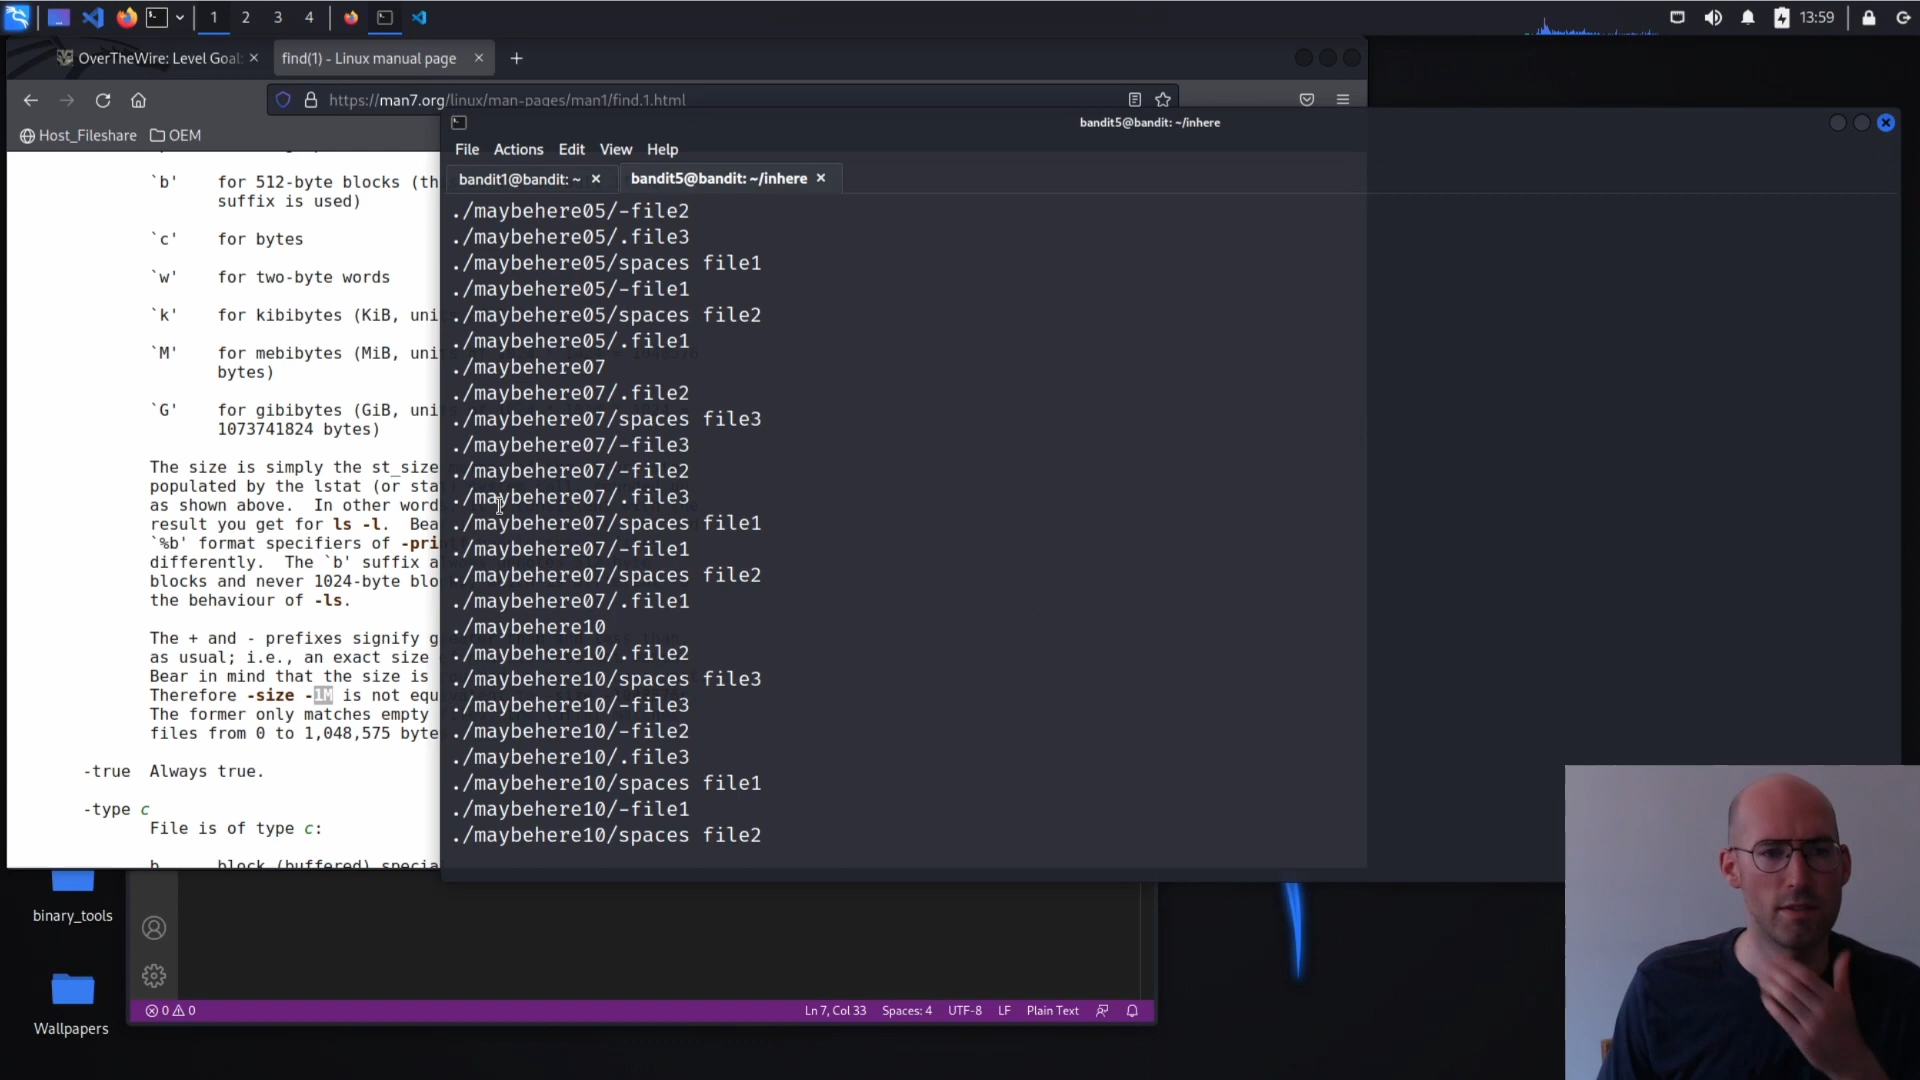 1 2 3 4 13:59
OverTheWire: Level Goal: find(1) - Linux manual page
https://man7.org/linux/man-pages/man1/find.1.html
Host_Fileshare OEM
bandit5@bandit: ~/inhere
File Actions Edit View Help
bandit1@bandit: ~ bandit5@bandit: ~/inhere
`b' for 512-byte blocks (th
suffix is used)
`c' for bytes
`w' for two-byte words
`k' for kibibytes (KiB, uni
`M' for mebibytes (MiB, uni
bytes)
`G' for gibibytes (GiB, uni
1073741824 bytes)
The size is simply the st_size
populated by the lstat (or sta
as shown above. In other words
result you get for ls -l. Bea
`%b' format specifiers of -pri
differently. The `b' suffix a
blocks and never 1024-byte blo
the behaviour of -ls.
The + and - prefixes signify g
as usual; i.e., an exact size
Bear in mind that the size is
Therefore -size -1M is not equ
The former only matches empty
files from 0 to 1,048,575 byte
-true Always true.
-type c
File is of type c:
b block (buffered) special
./maybehere05/-file2
./maybehere05/.file3
./maybehere05/spaces file1
./maybehere05/-file1
./maybehere05/spaces file2
./maybehere05/.file1
./maybehere07
./maybehere07/.file2
./maybehere07/spaces file3
./maybehere07/-file3
./maybehere07/-file2
./maybehere07/.file3
./maybehere07/spaces file1
./maybehere07/-file1
./maybehere07/spaces file2
./maybehere07/.file1
./maybehere10
./maybehere10/.file2
./maybehere10/spaces file3
./maybehere10/-file3
./maybehere10/-file2
./maybehere10/.file3
./maybehere10/spaces file1
./maybehere10/-file1
./maybehere10/spaces file2
binary_tools
Wallpapers
0 0 Ln 7, Col 33 Spaces: 4 UTF-8 LF Plain Text